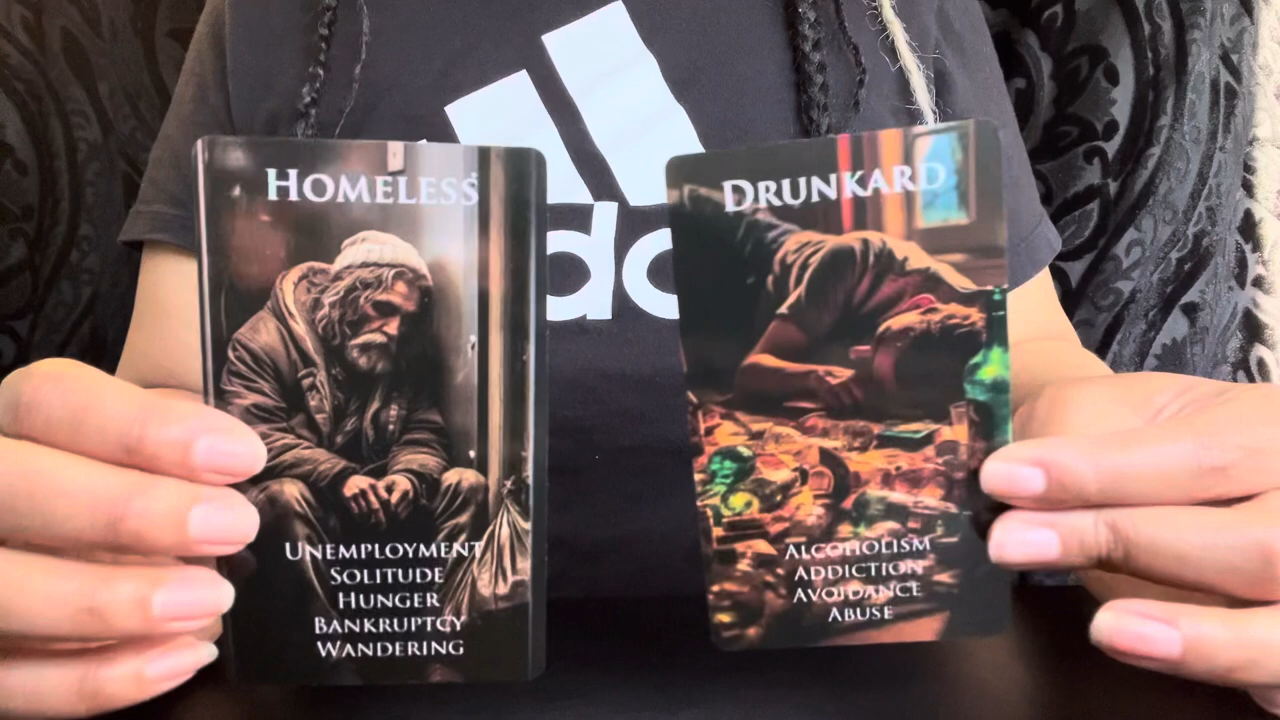 HOMELESS
UNEMPLOYMENT
SOLITUDE
HUNGER
BANKRUPTCY
WANDERING
DRUNKARD
ALCOHOLISM
ADDICTION
AVOIDANCE
ABUSE